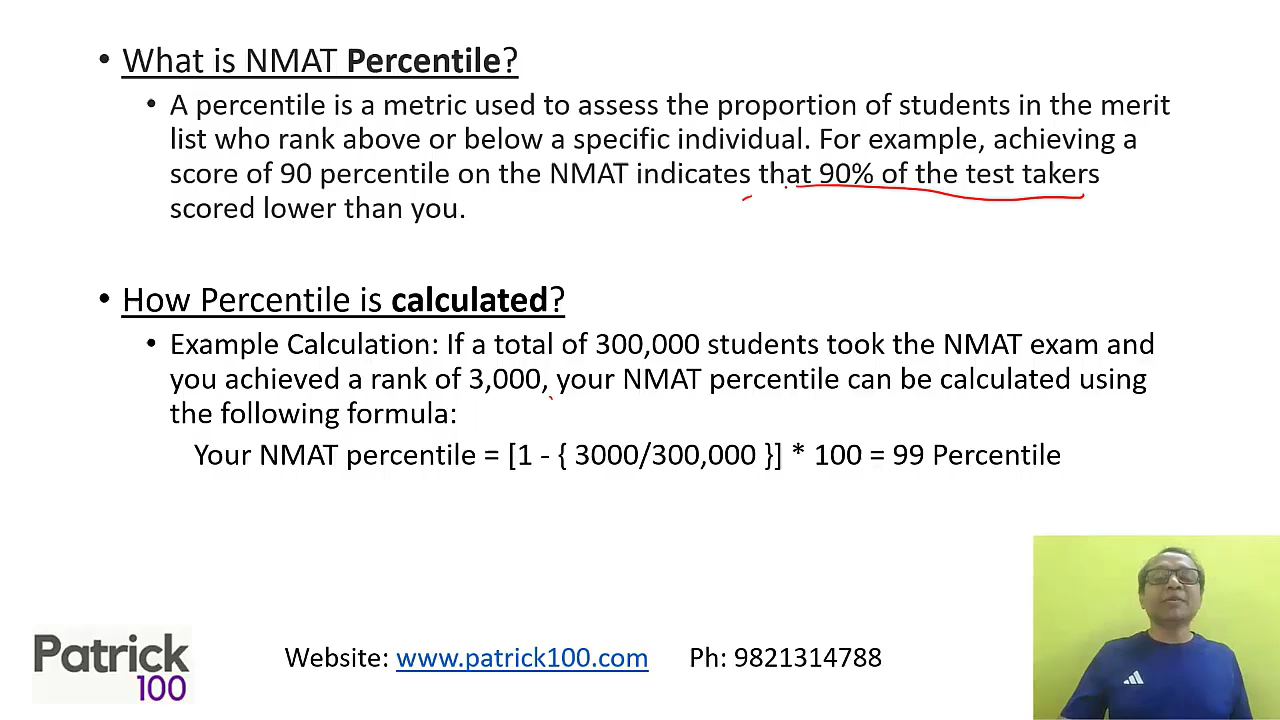 • What is NMAT Percentile?
• A percentile is a metric used to assess the proportion of students in the merit
list who rank above or below a specific individual. For example, achieving a
score of 90 percentile on the NMAT indicates that 90% of the test takers
scored lower than you.
• How Percentile is calculated?
• Example Calculation: If a total of 300,000 students took the NMAT exam and
you achieved a rank of 3,000, your NMAT percentile can be calculated using
the following formula:
Your NMAT percentile = [1 - { 3000/300,000 }] * 100 = 99 Percentile
Patrick
100
Website: www.patrick100.com Ph: 9821314788